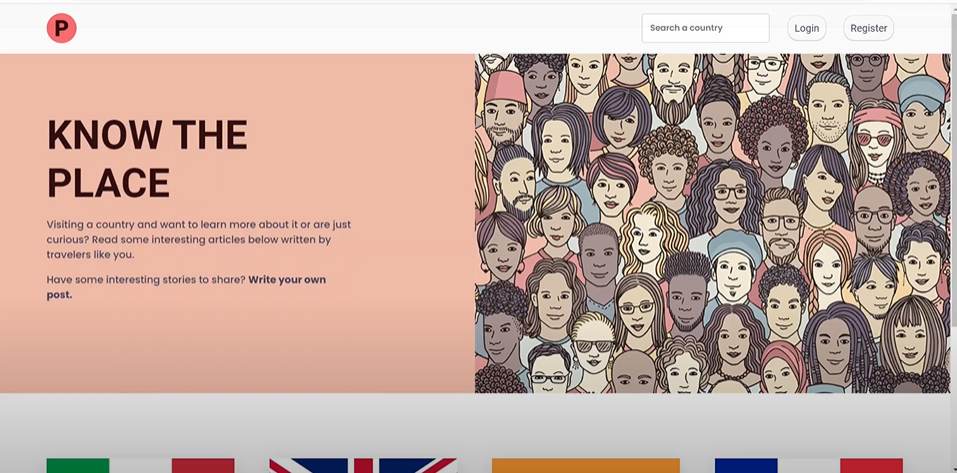 P
Search a country
Login
Register
KNOW THE
PLACE
Visiting a country and want to learn more about it or are just
curious? Read some interesting articles below written by
travelers like you.
Have some interesting stories to share? Write your own
post.